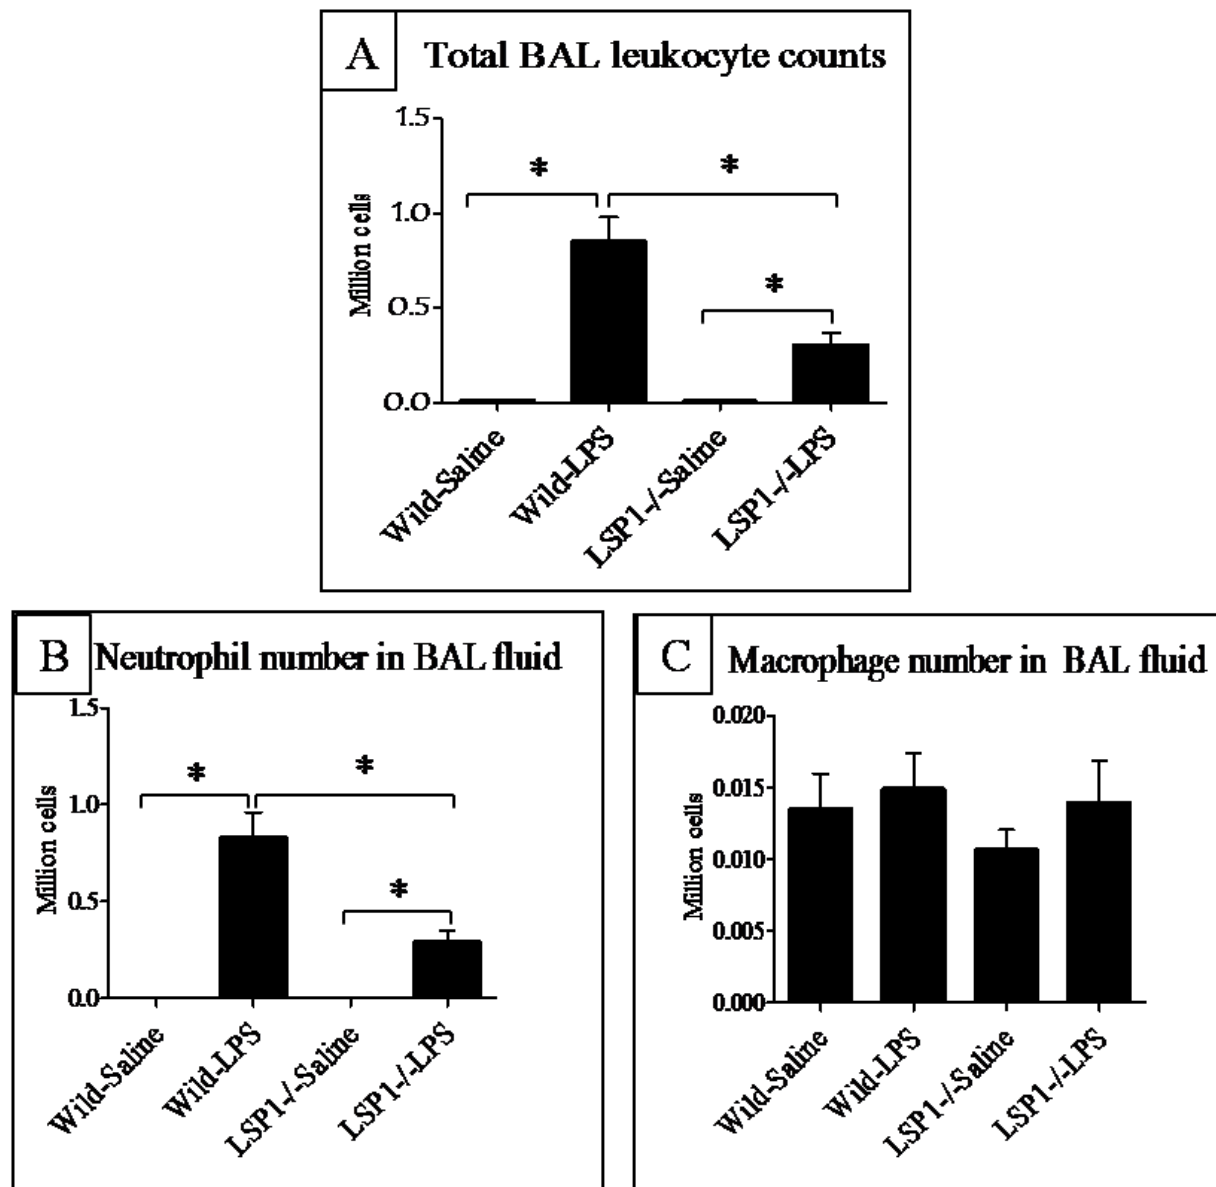 A Total BAL leukocyte counts
1.5
1.0
0.5
0.0
Million cells
*
*
*
Wild-Saline
Wild-LPS
LSP1-/-Saline
LSP1-/-LPS
B Neutrophil number in BAL fluid
1.5
1.0
0.5
0.0
Million cells
*
*
*
Wild-Saline
Wild-LPS
LSP1-/-Saline
LSP1-/-LPS
C Macrophage number in BAL fluid
0.020
0.015
0.010
0.005
0.000
Million cells
Wild-Saline
Wild-LPS
LSP1-/-Saline
LSP1-/-LPS